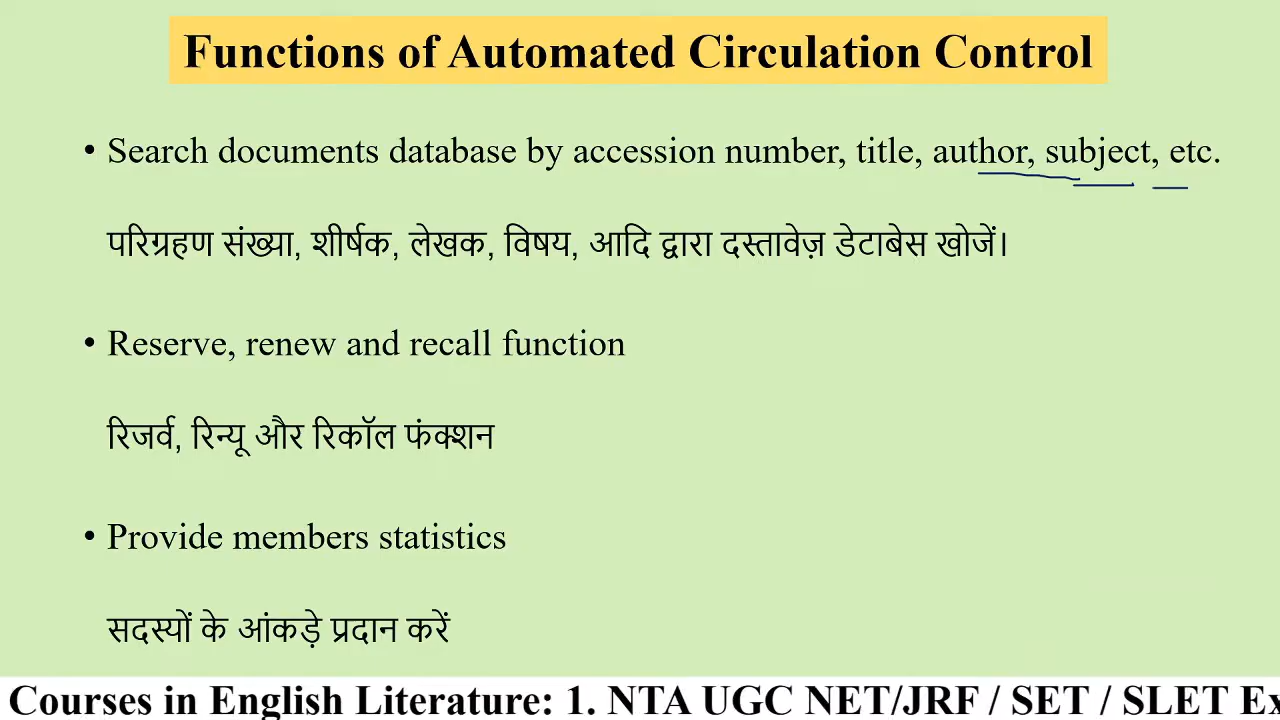 Functions of Automated Circulation Control
• Search documents database by accession number, title, author, subject, etc.
परिग्रहण संख्या, शीर्षक, लेखक, विषय, आदि द्वारा दस्तावेज़ डेटाबेस खोजें।
• Reserve, renew and recall function
रिजर्व, रिन्यू और रिकॉल फंक्शन
• Provide members statistics
सदस्यों के आंकड़े प्रदान करें
Courses in English Literature: 1. NTA UGC NET/JRF / SET / SLET Ex